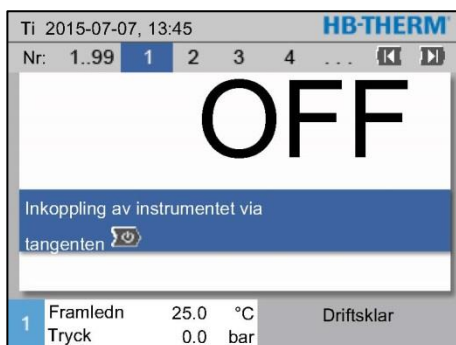 Ti 2015-07-07, 13:45 HB-THERM®
Nr: 1..99 1 2 3 4 ...
OFF
Inkoppling av instrumentet via
tangenten
1 Framledn 25.0 °C Driftsklar
Tryck 0.0 bar